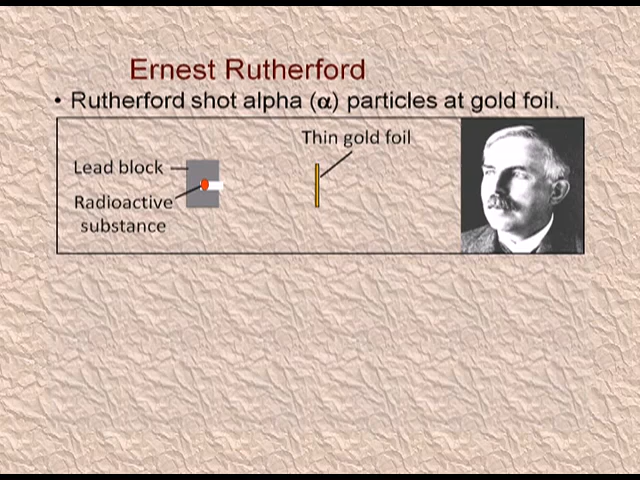 Ernest Rutherford
• Rutherford shot alpha (α) particles at gold foil.
Thin gold foil
Lead block
Radioactive
substance